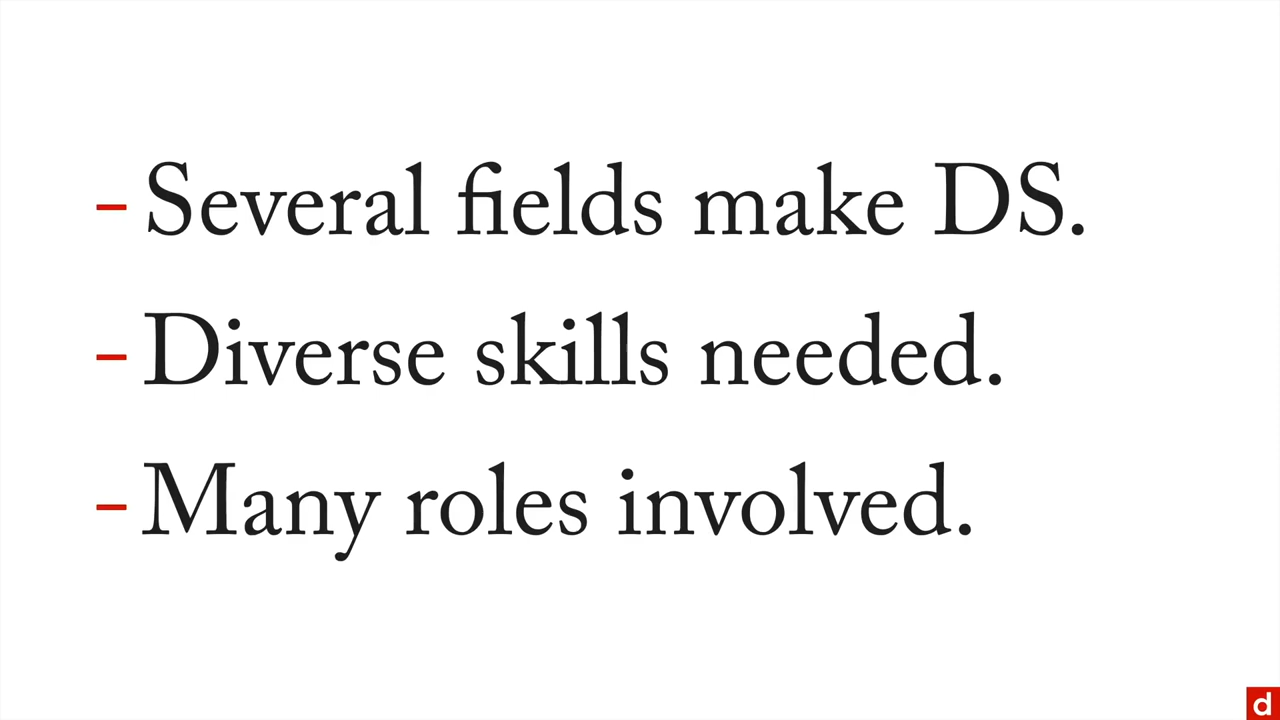 – Several fields make DS.
– Diverse skills needed.
– Many roles involved.
d